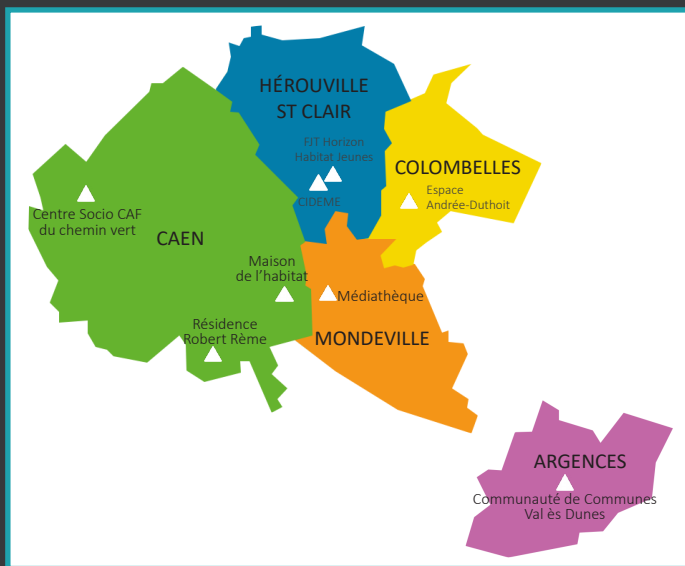 HÉROUVILLE
ST CLAIR
FIT Horizon
Habitat Jeunes
CIDEME
COLOMBELLES
Espace
Andrée-Duthoit
Centre Socio CAF
du chemin vert
CAEN
Maison
de l'habitat
Médiathèque
Résidence
Robert Rème
MONDEVILLE
ARGENCES
Communauté de Communes
Val ès Dunes